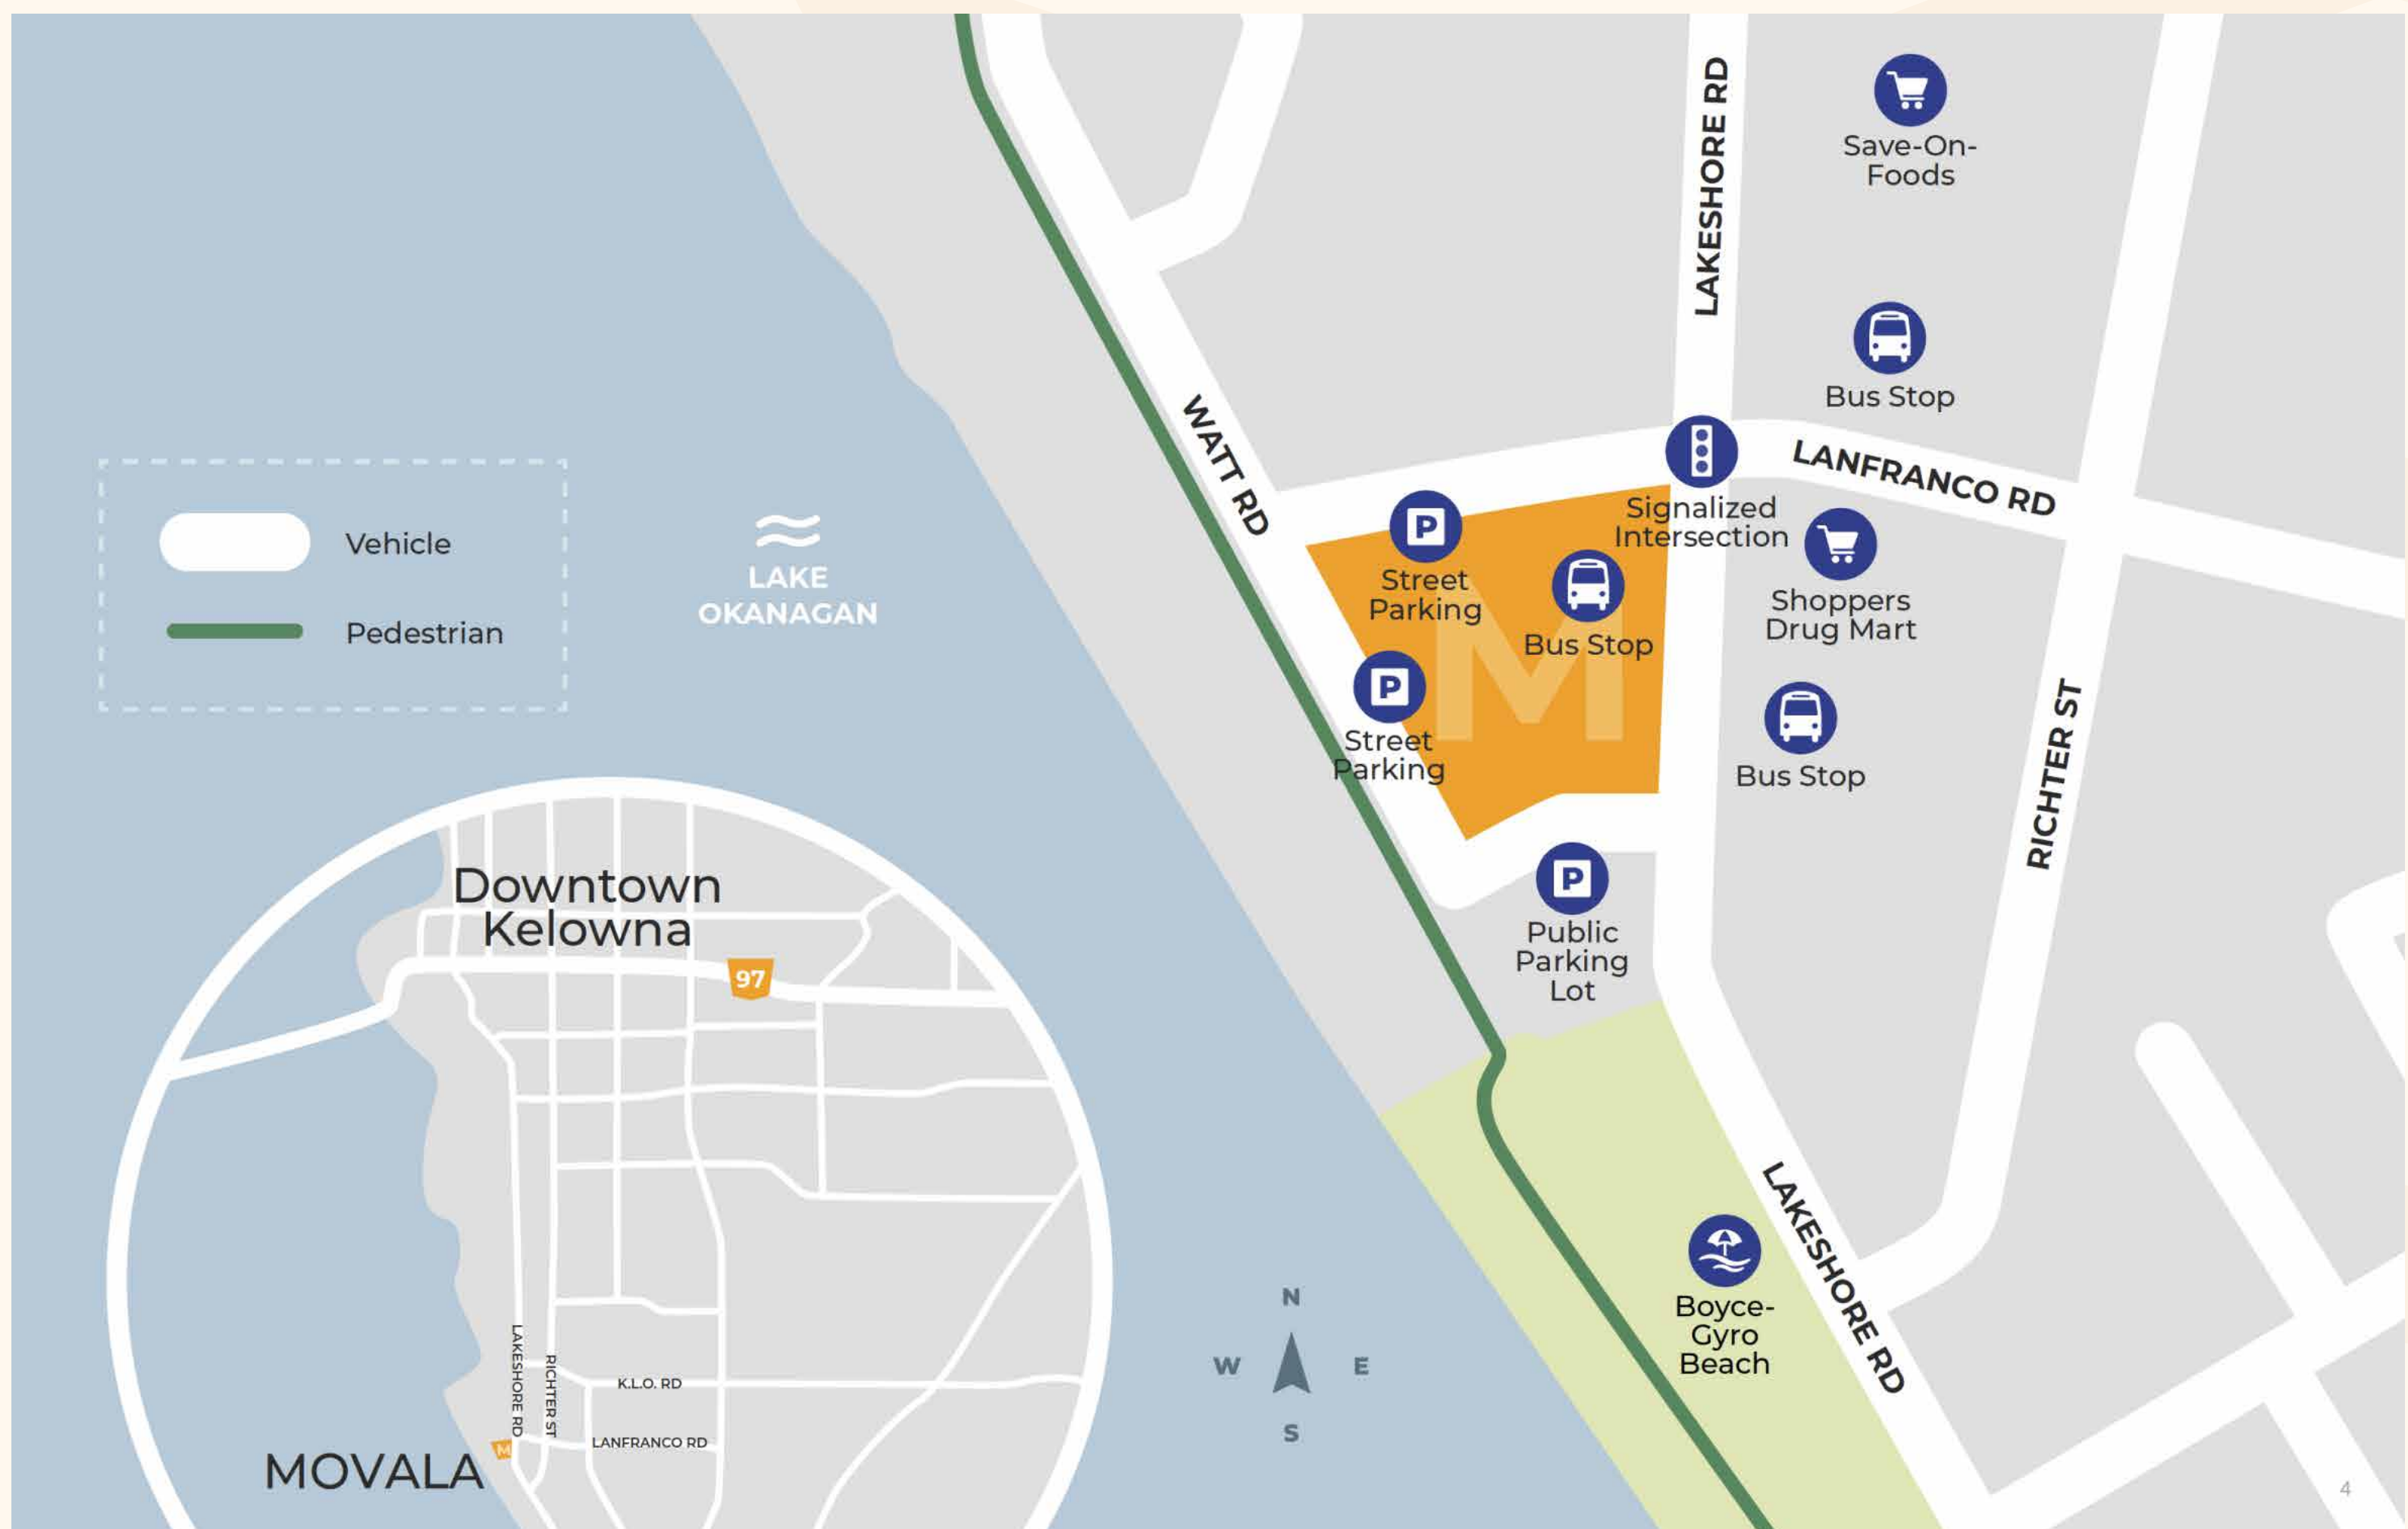 LAKESHORE RD
Save-On-
Foods
Bus Stop
WATT RD
LANFRANCO RD
Signalized
Intersection
Street
Parking
Bus Stop
Shoppers
Drug Mart
Vehicle
Pedestrian
LAKE
OKANAGAN
M
Street
Parking
Bus Stop
RICHTER ST
Public
Parking
Lot
Downtown
Kelowna
97
LAKESHORE RD
Boyce-
Gyro
Beach
N
W
E
S
LAKESHORE RD
RICHTER ST
K.L.O. RD
LANFRANCO RD
M
MOVALA
P
P
P
4